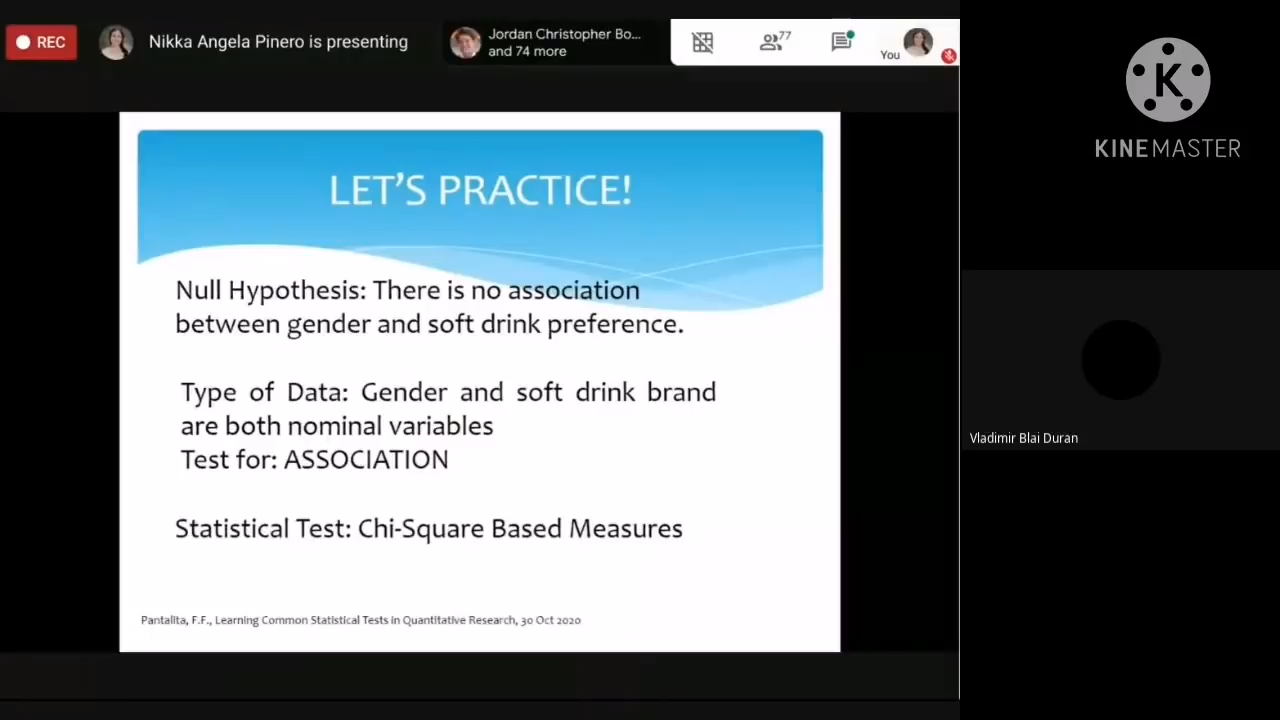 REC
Nikka Angela Pinero is presenting
Jordan Christopher Bo...
and 74 more
77
You
K
KINEMASTER
LET'S PRACTICE!
Null Hypothesis: There is no association
between gender and soft drink preference.
Type of Data: Gender and soft drink brand
are both nominal variables
Test for: ASSOCIATION
Statistical Test: Chi-Square Based Measures
Pantalita, F.F., Learning Common Statistical Tests in Quantitative Research, 30 Oct 2020
Vladimir Blai Duran